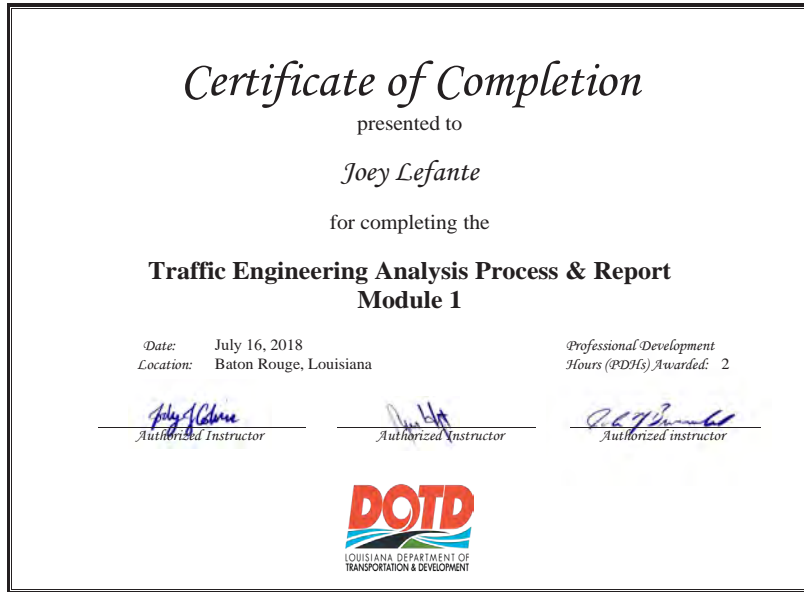 Certificate of Completion
presented to
Joey Lefante
for completing the
Traffic Engineering Analysis Process & Report
Module 1
Date: July 16, 2018
Location: Baton Rouge, Louisiana
Professional Development
Hours (PDHs) Awarded: 2
Authorized Instructor
Authorized Instructor
Authorized instructor
DOTD
LOUISIANA DEPARTMENT OF
TRANSPORTATION & DEVELOPMENT